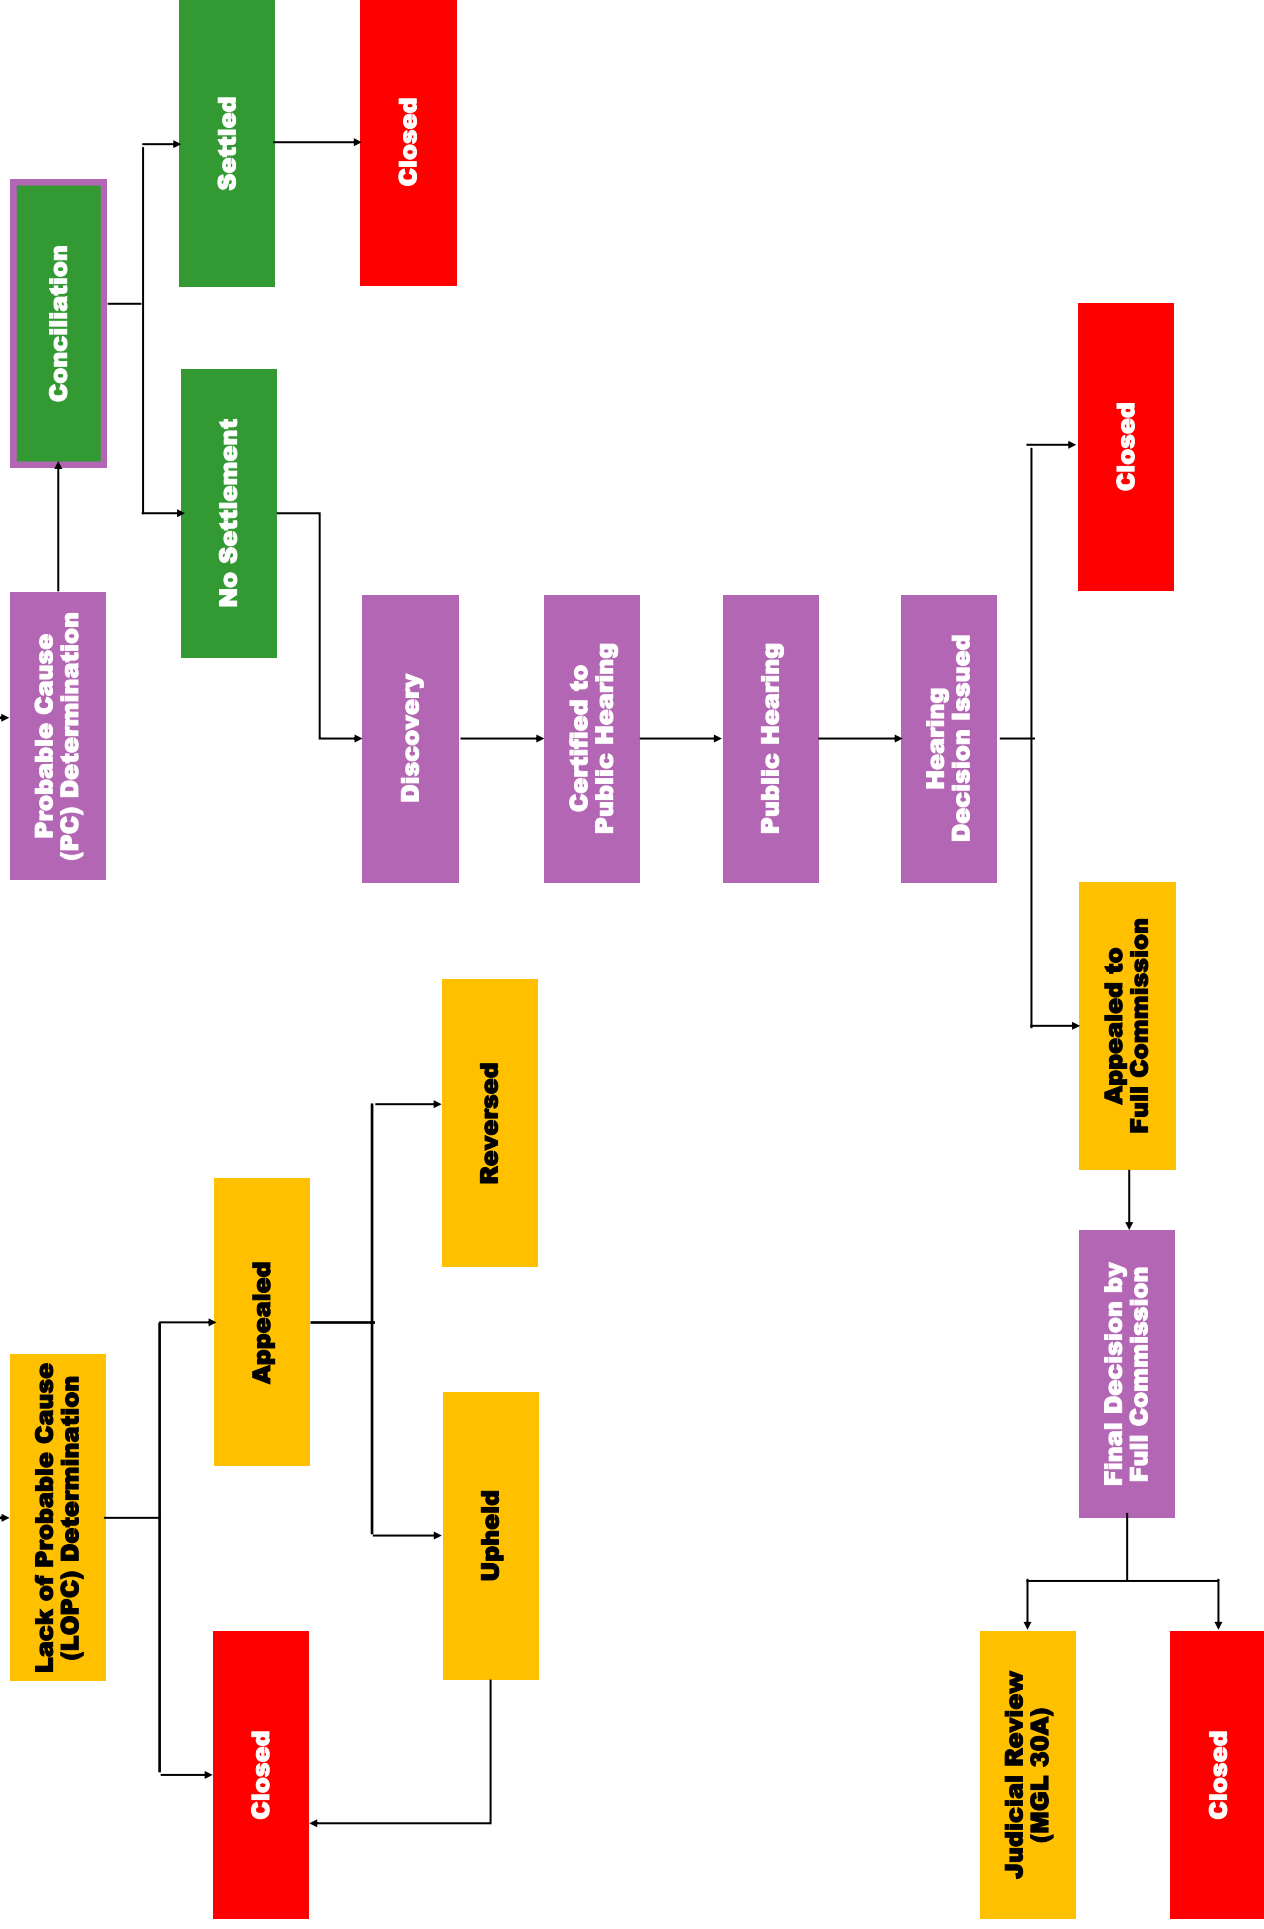 Lack of Probable Cause
(LOPC) Determination
Probable Cause
(PC) Determination
Conciliation
Closed
Appealed
No Settlement
Settled
Upheld
Reversed
Discovery
Closed
Certified to
Public Hearing
Public Hearing
Hearing
Decision Issued
Judicial Review
(MGL 30A)
Final Decision by
Full Commission
Appealed to
Full Commission
Closed
Closed